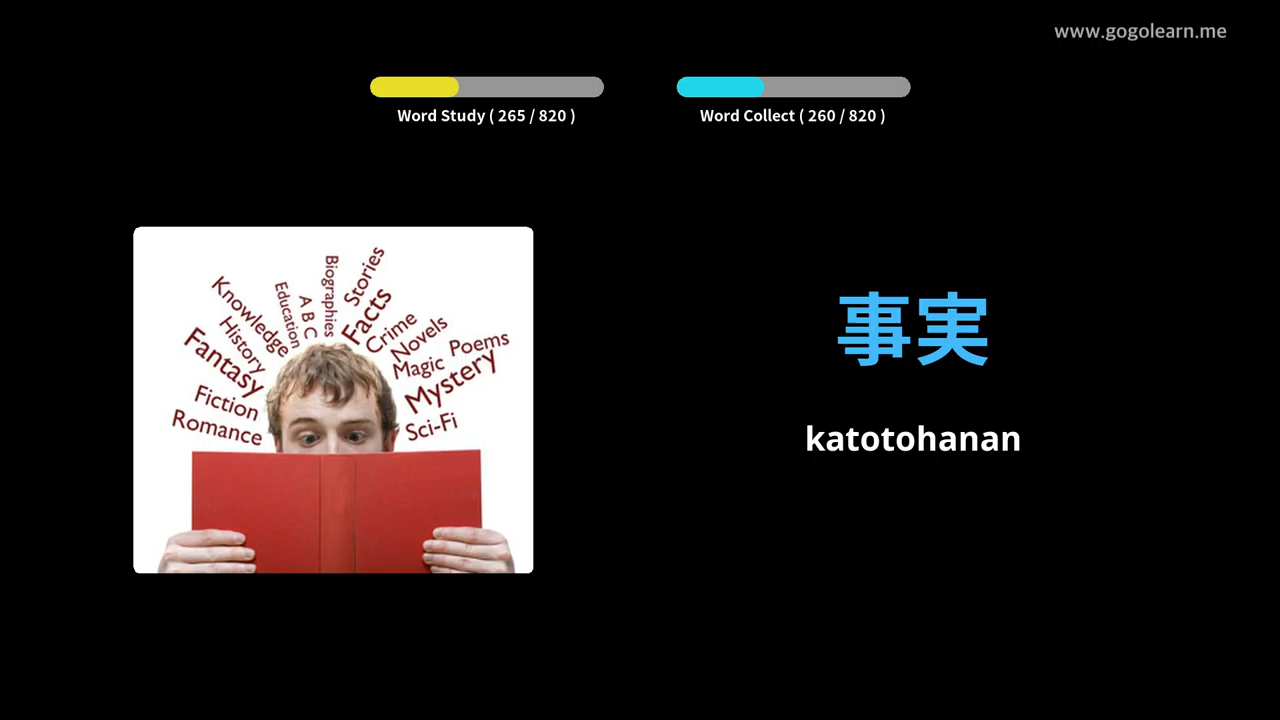 www.gogolearn.me
Word Study ( 265 / 820 )
Word Collect ( 260 / 820 )
Biographies
Stories
Education
A B C
Facts
Knowledge
Crime
History
Novels
Fantasy
Magic
Poems
Mystery
Fiction
Romance
Sci-Fi
事実
katotohanan